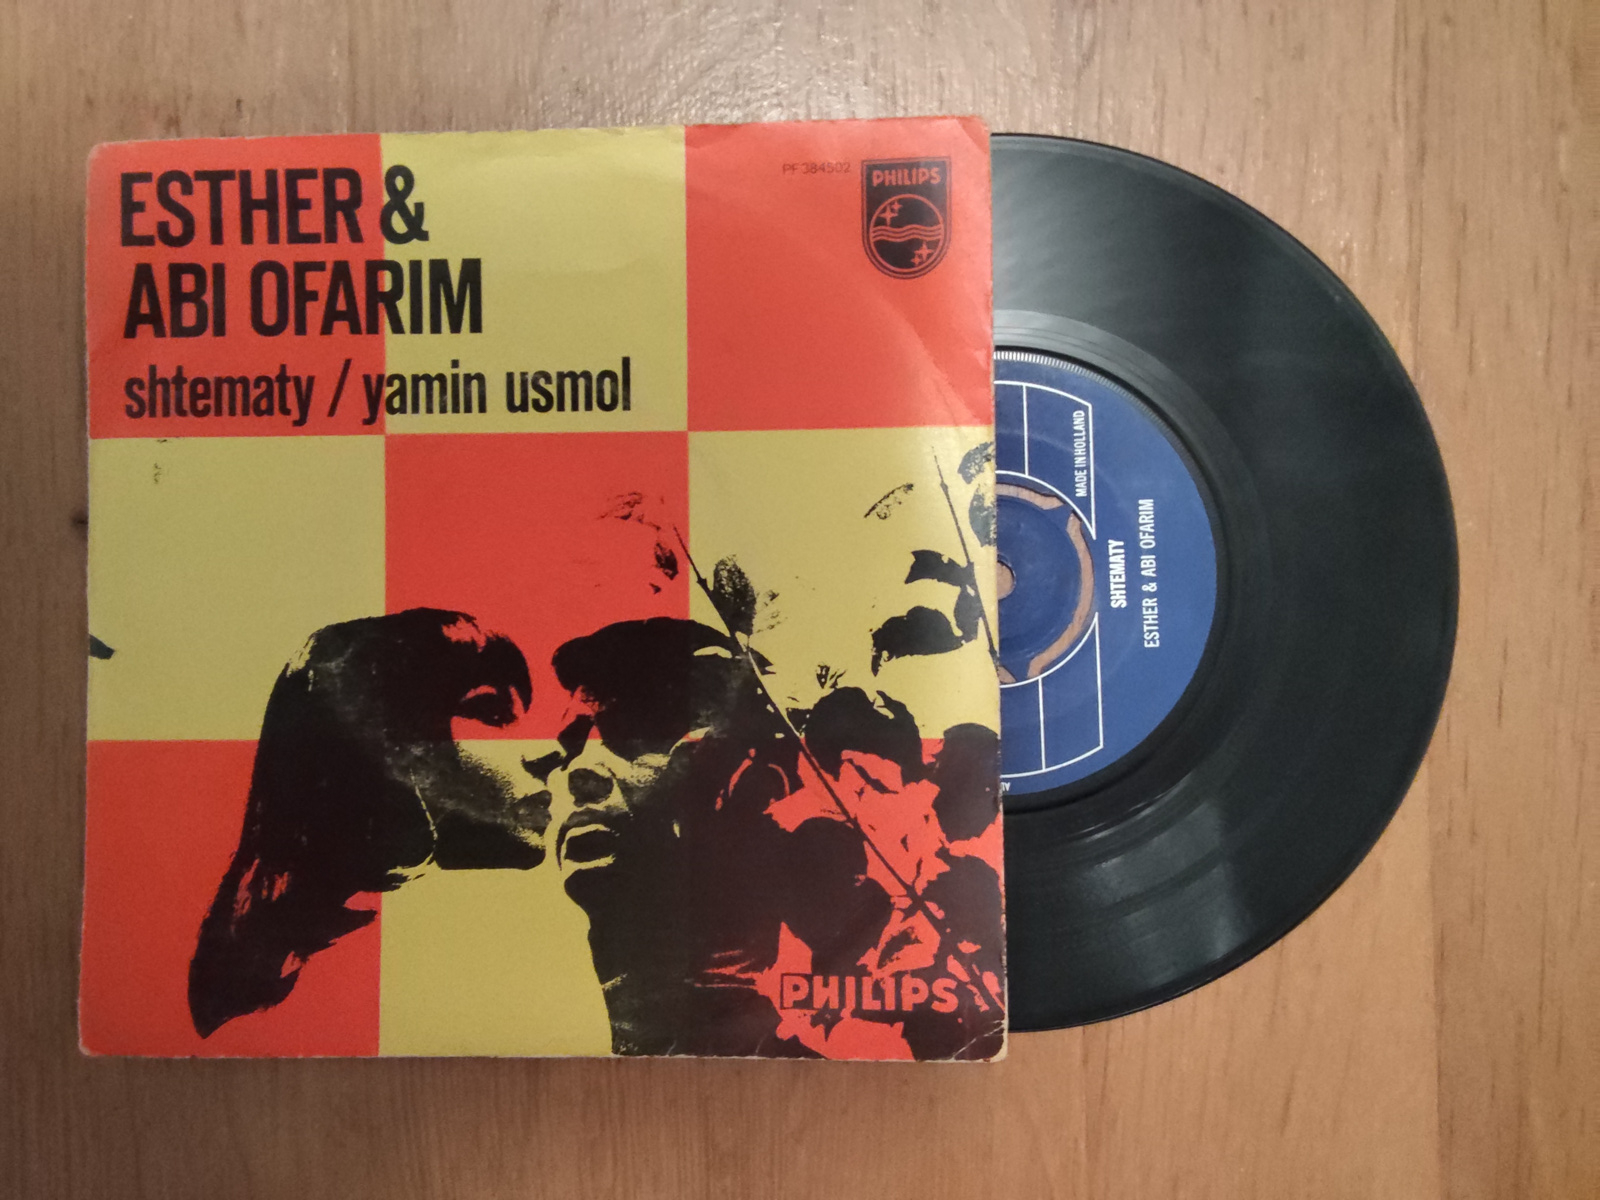 ESTHER &
ABI OFARIM
shtematy / yamin usmol
PF 384502
PHILIPS
PHILIPS
MADE IN HOLLAND
SHTEMATY
ESTHER & ABI OFARIM